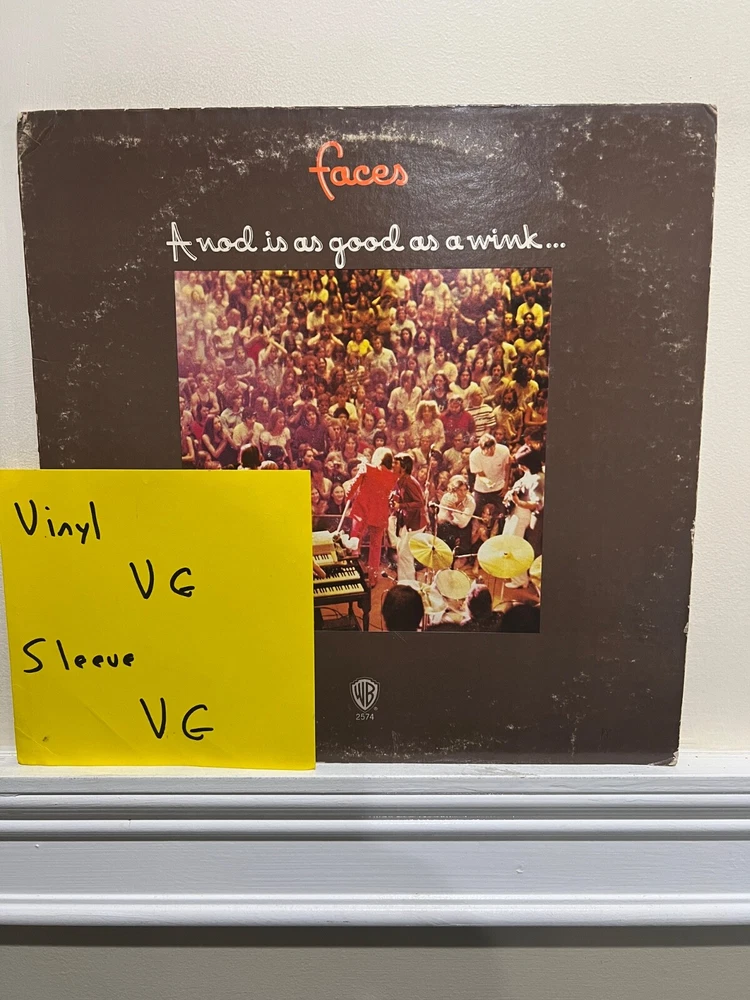 faces
A nod is as good as a wink...
Vinyl
VG
Sleeve
VG
WB
®
2574